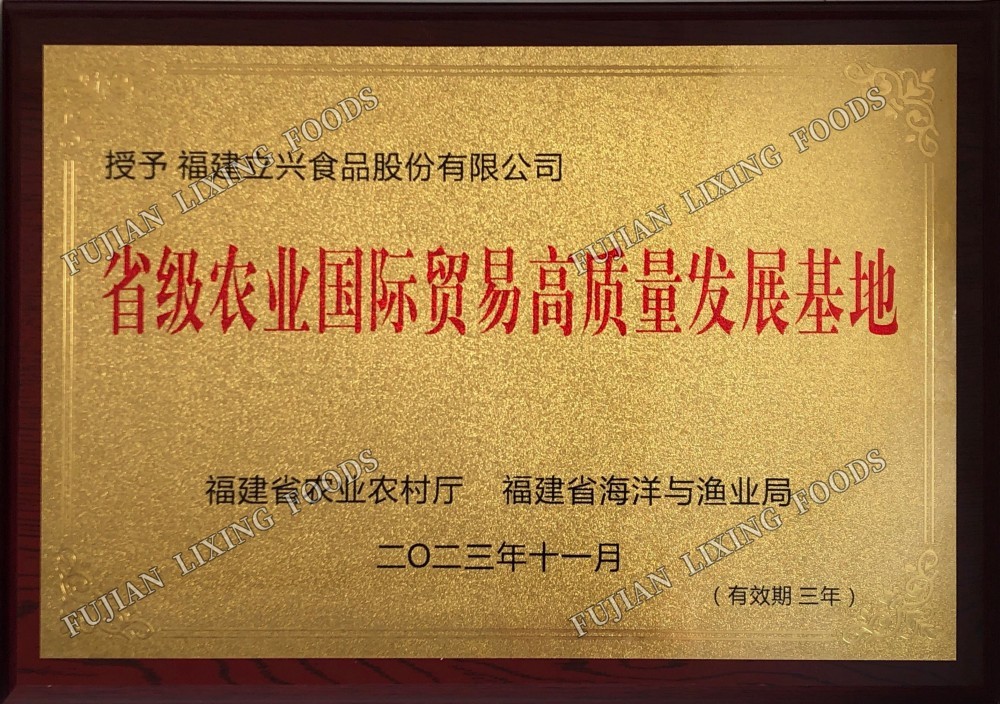 授予 福建立兴食品股份有限公司
省级农业国际贸易高质量发展基地
福建省农业农村厅 福建省海洋与渔业局
二〇二三年十一月
（有效期 三年）
FUJIAN LIXING FOODS
FUJIAN LIXING FOODS
FUJIAN LIXING FOODS
FUJIAN LIXING FOODS